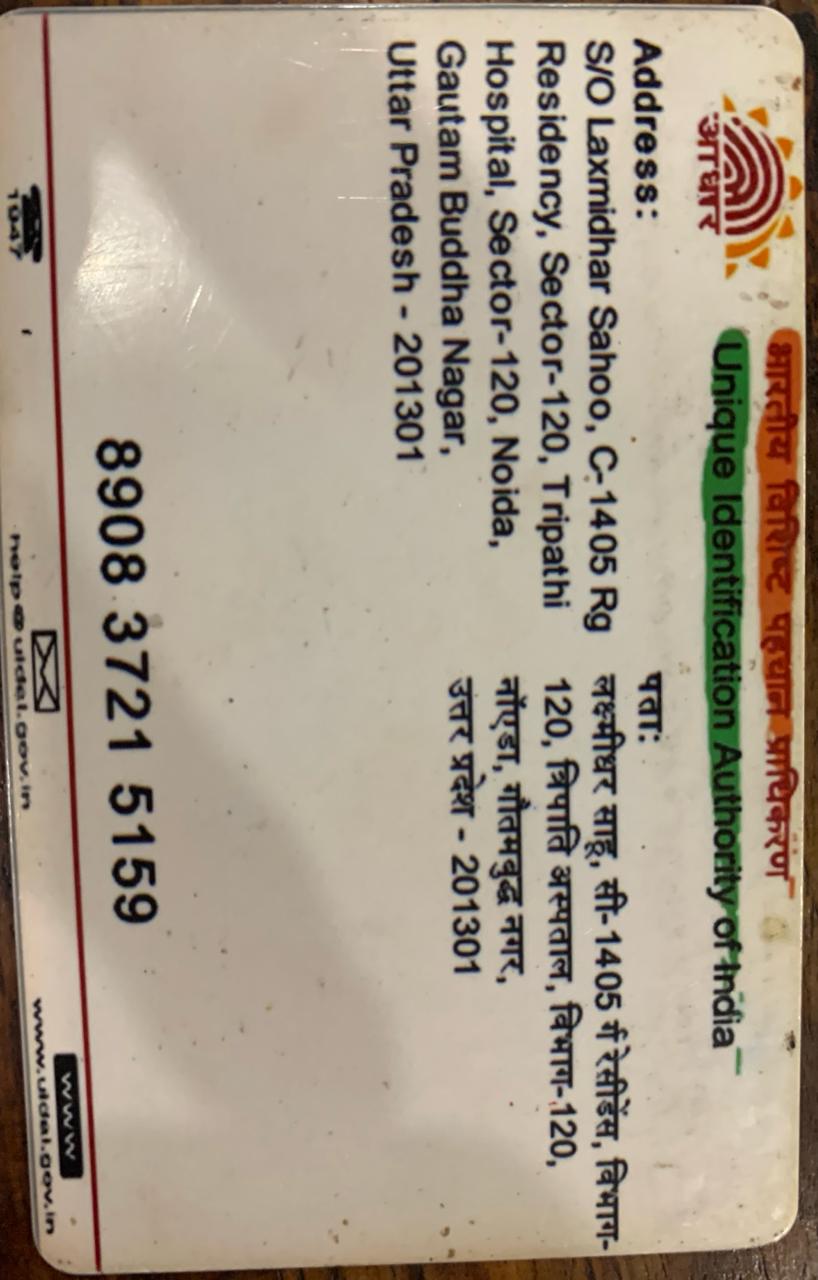 भारतीय विशिष्ट पहचान प्राधिकरण
Unique Identification Authority of India
आधार
Address:
S/O Laxmidhar Sahoo, C-1405 Rg
Residency, Sector-120, Tripathi
Hospital, Sector-120, Noida,
Gautam Buddha Nagar,
Uttar Pradesh - 201301
पता:
लक्ष्मीधर साहू, सी-1405 र्ग रेसीडेंस, विभाग-
120, त्रिपाति अस्पताल, विभाग-120,
नॉएडा, गौतमबुद्ध नगर,
उत्तर प्रदेश - 201301
8908 3721 5159
1947
help@uidai.gov.in
www
www.uidai.gov.in